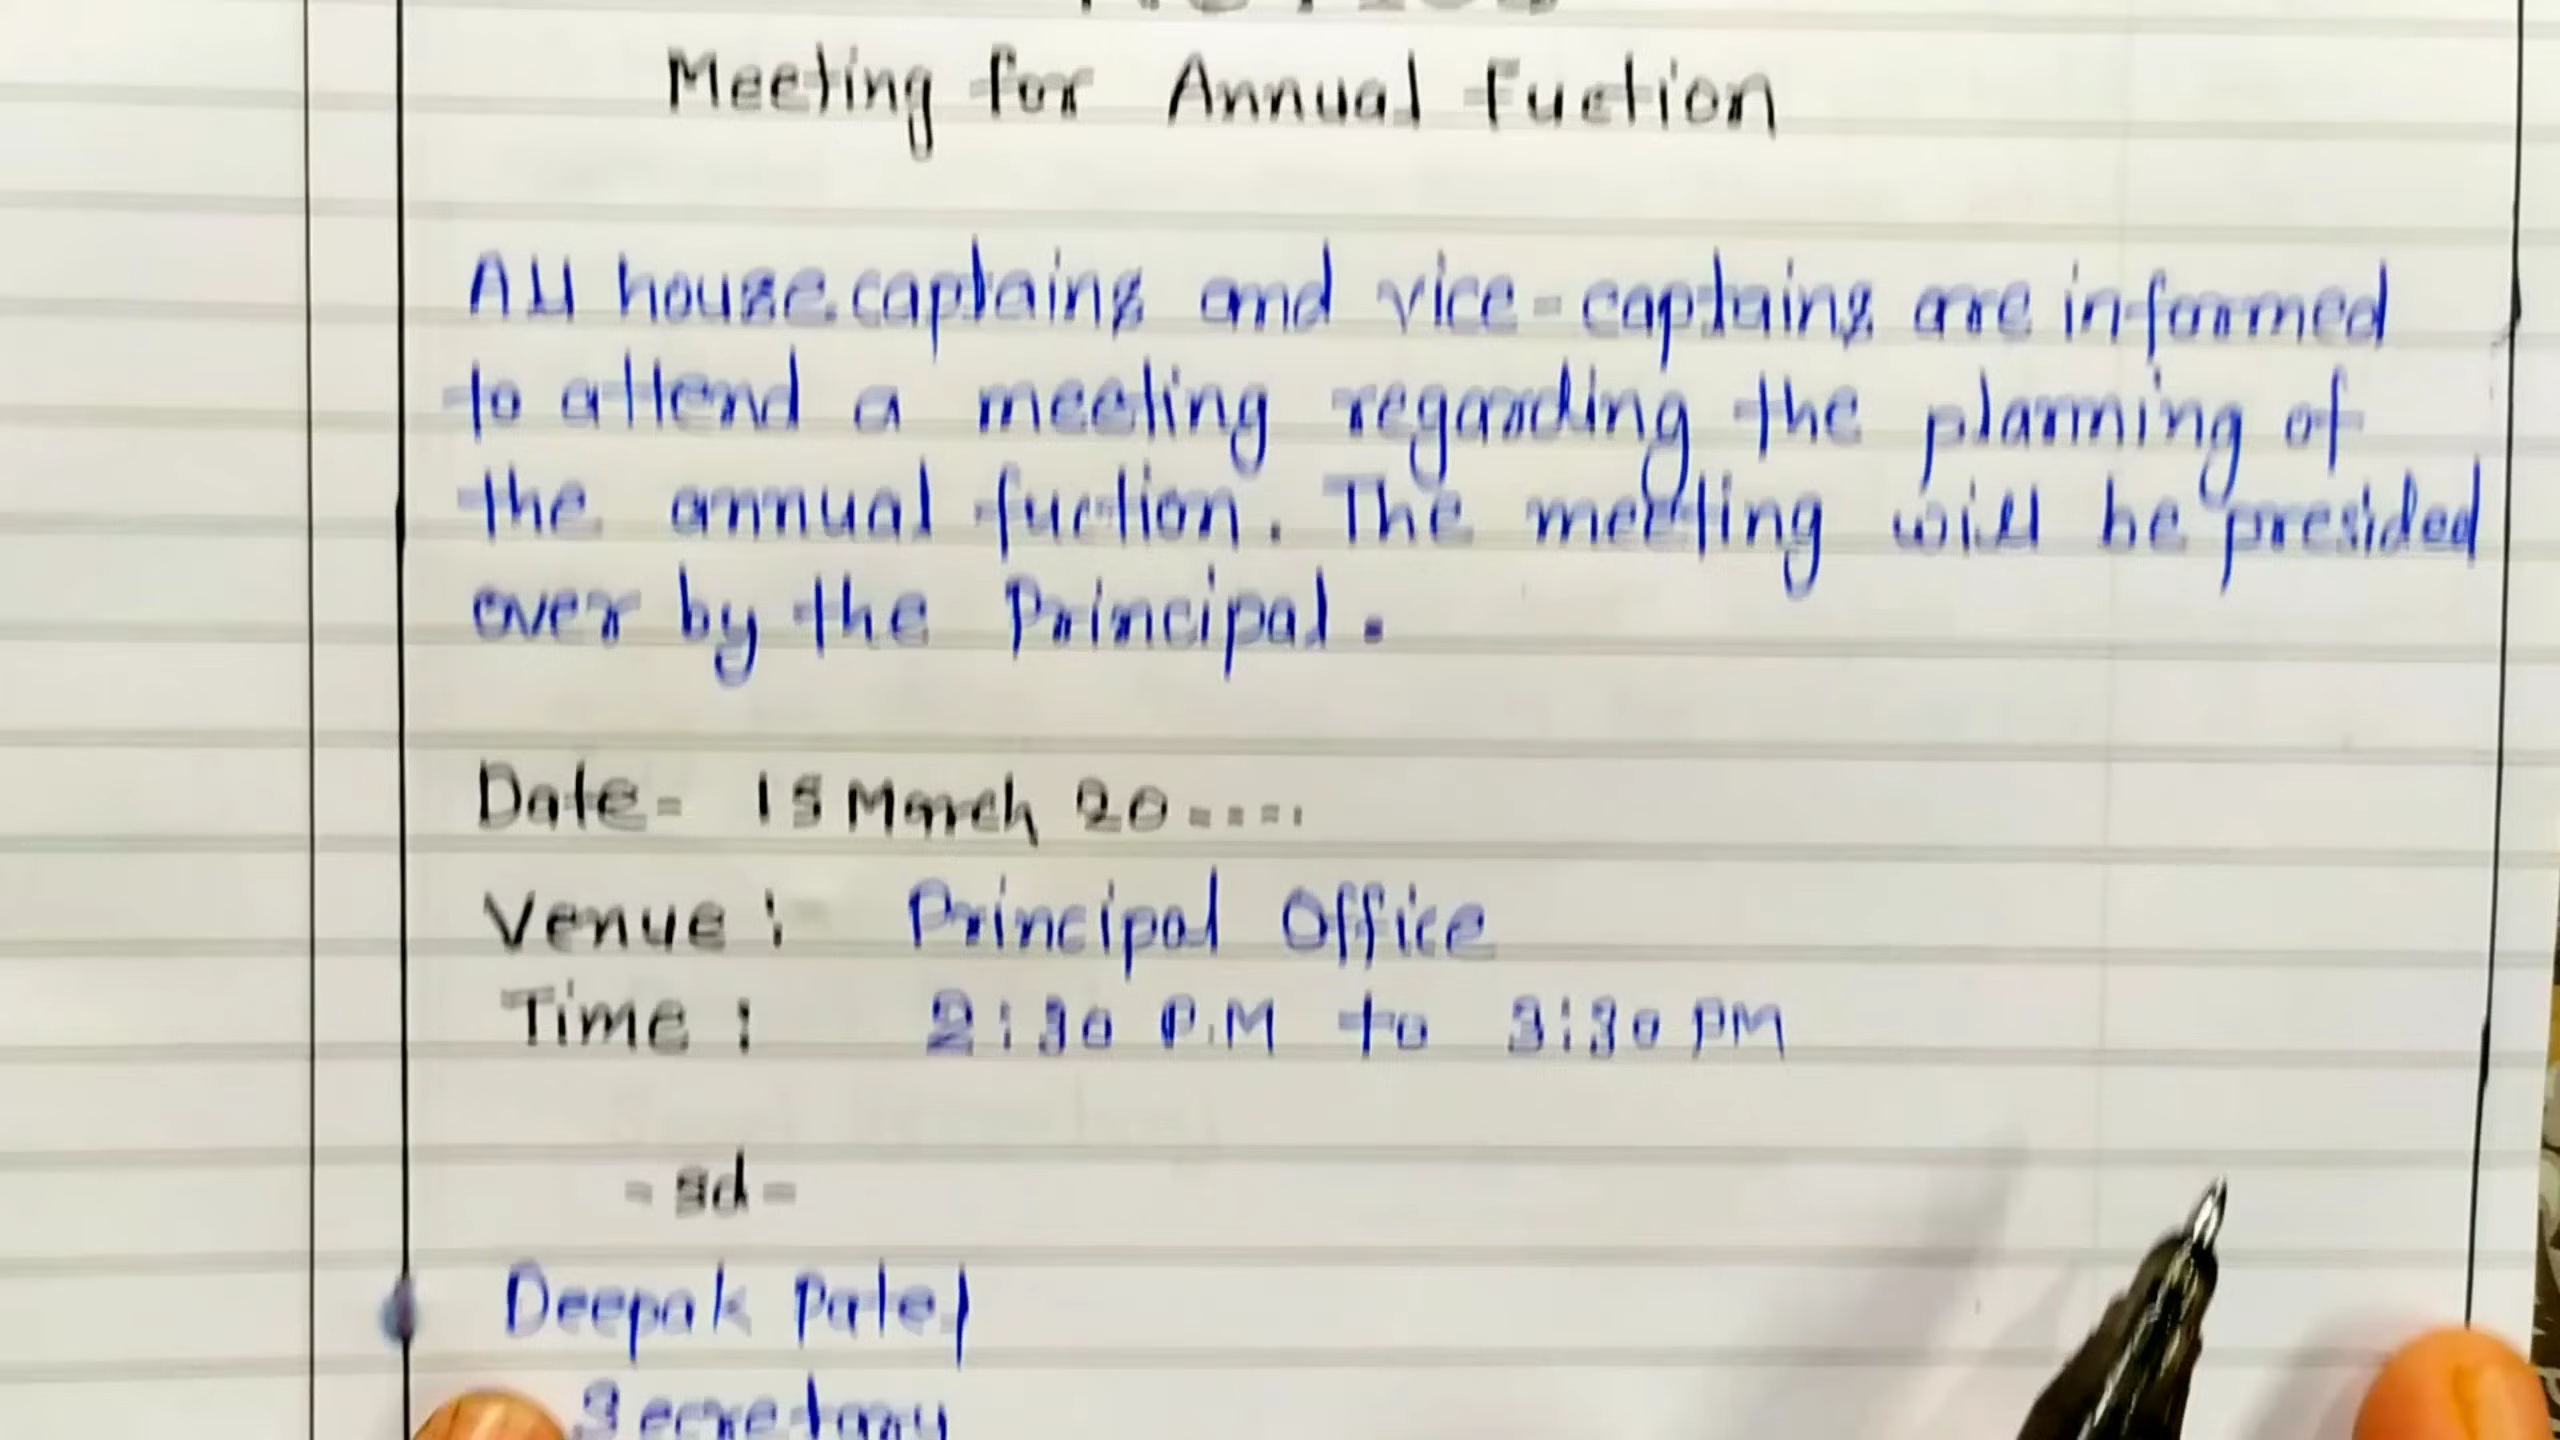 Meeting for Annual Fuction
All house captains and vice-captains are informed
to attend a meeting regarding the planning of
the annual fuction. The meeting will be presided
over by the Principal.
Date- 15 March 20.....
Venue : Principal Office
Time : 2:30 P.M to 3:30 PM
-sd-
Deepak Patel
Secretary